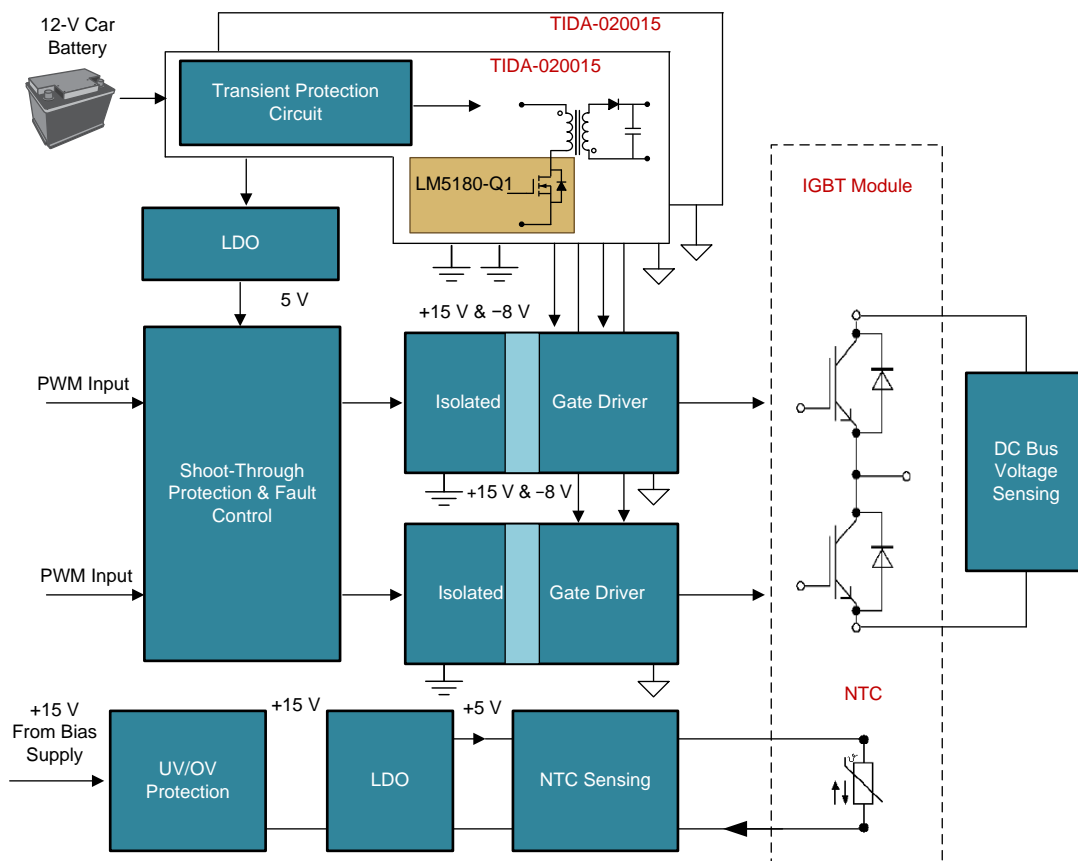 12-V Car
Battery
TIDA-020015
TIDA-020015
Transient Protection
Circuit
LM5180-Q1
IGBT Module
LDO
5 V
+15 V & −8 V
PWM Input
Isolated
Gate Driver
Shoot-Through
Protection & Fault
Control
DC Bus
Voltage
Sensing
+15 V & −8 V
PWM Input
Isolated
Gate Driver
NTC
+15 V
From Bias
Supply
+15 V
+5 V
UV/OV
Protection
LDO
NTC Sensing
ϑ